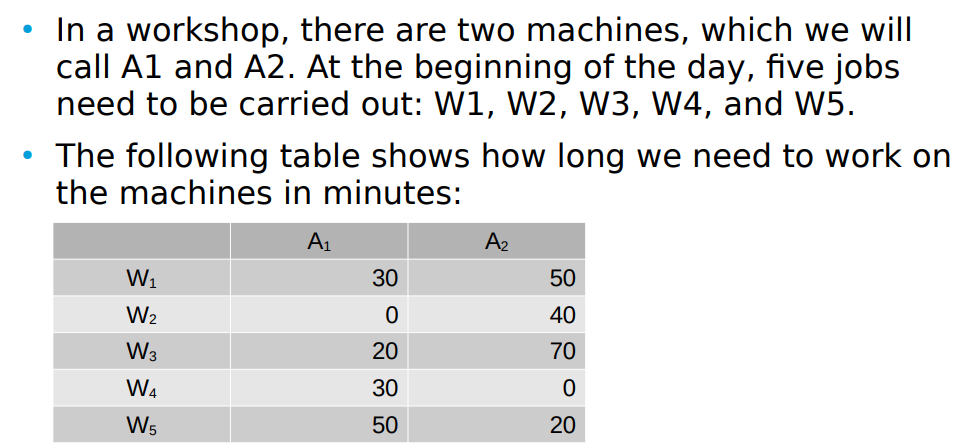 • In a workshop, there are two machines, which we will
call A1 and A2. At the beginning of the day, five jobs
need to be carried out: W1, W2, W3, W4, and W5.
• The following table shows how long we need to work on
the machines in minutes:
A₁ A₂
W₁ 30 50
W₂ 0 40
W₃ 20 70
W₄ 30 0
W₅ 50 20